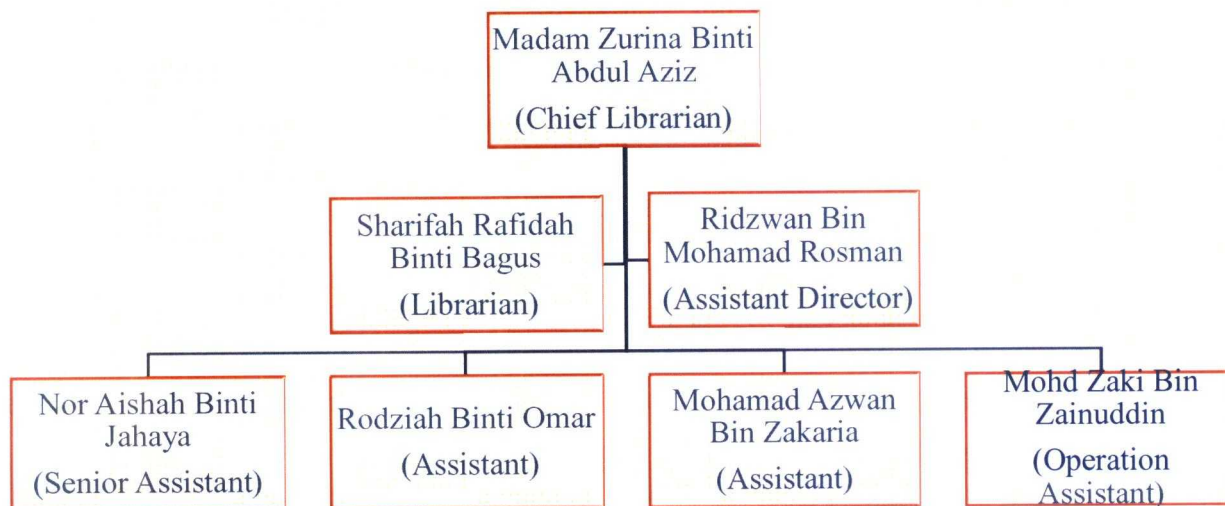 Madam Zurina Binti
Abdul Aziz
(Chief Librarian)
Sharifah Rafidah
Binti Bagus
(Librarian)
Ridzwan Bin
Mohamad Rosman
(Assistant Director)
Nor Aishah Binti
Jahaya
(Senior Assistant)
Rodziah Binti Omar
(Assistant)
Mohamad Azwan
Bin Zakaria
(Assistant)
Mohd Zaki Bin
Zainuddin
(Operation
Assistant)